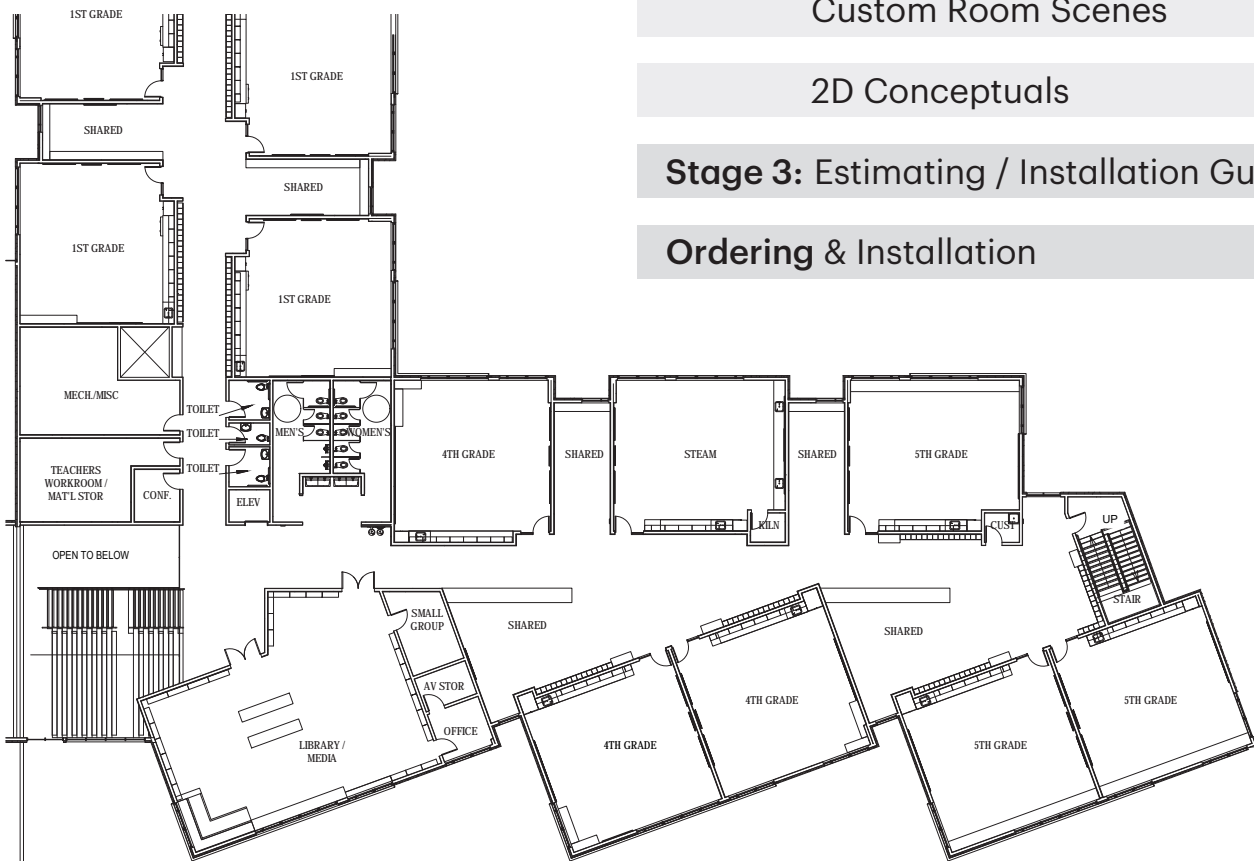 Custom Room Scenes
2D Conceptuals
Stage 3: Estimating / Installation Gu
Ordering & Installation
1ST GRADE
1ST GRADE
SHARED
SHARED
1ST GRADE
1ST GRADE
MECH./MISC
TOILET
TOILET
TOILET
MEN'S
WOMEN'S
4TH GRADE
SHARED
STEAM
SHARED
5TH GRADE
TEACHERS
WORKROOM /
MAT'L STOR
CONF.
ELEV
KILN
CUST
UP
OPEN TO BELOW
STAIR
SMALL
GROUP
SHARED
SHARED
AV STOR
OFFICE
LIBRARY /
MEDIA
4TH GRADE
4TH GRADE
5TH GRADE
5TH GRADE